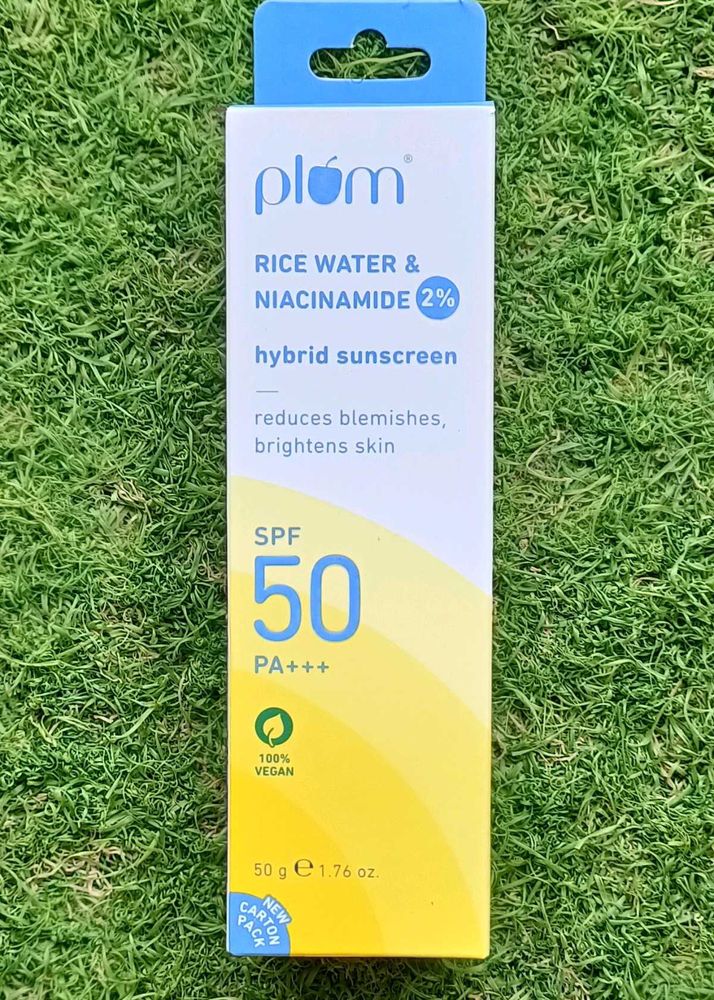 plum®
RICE WATER &
NIACINAMIDE 2%
hybrid sunscreen
reduces blemishes,
brightens skin
SPF
50
PA+++
100%
VEGAN
50 g ℮ 1.76 oz.
NEW
CARTON
PACK